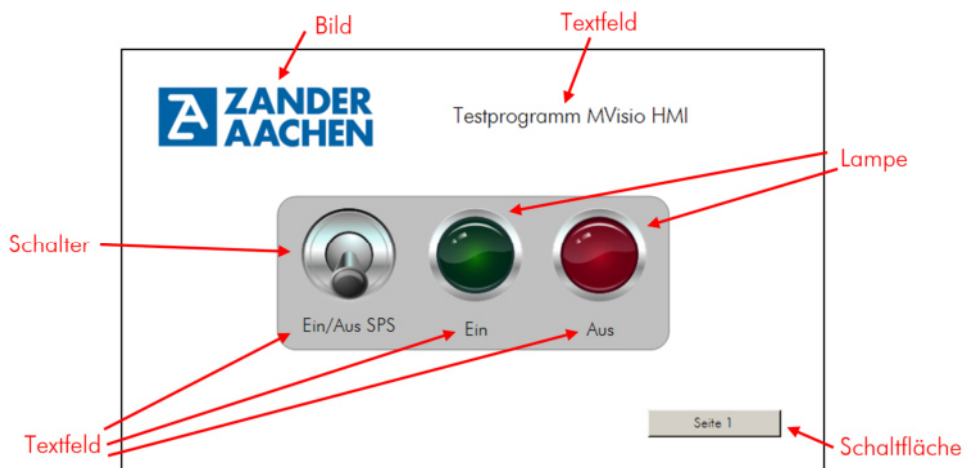 Bild
Textfeld
ZANDER
AACHEN
Testprogramm MVisio HMI
Lampe
Schalter
Ein/Aus SPS
Ein
Aus
Seite 1
Textfeld
Schaltfläche